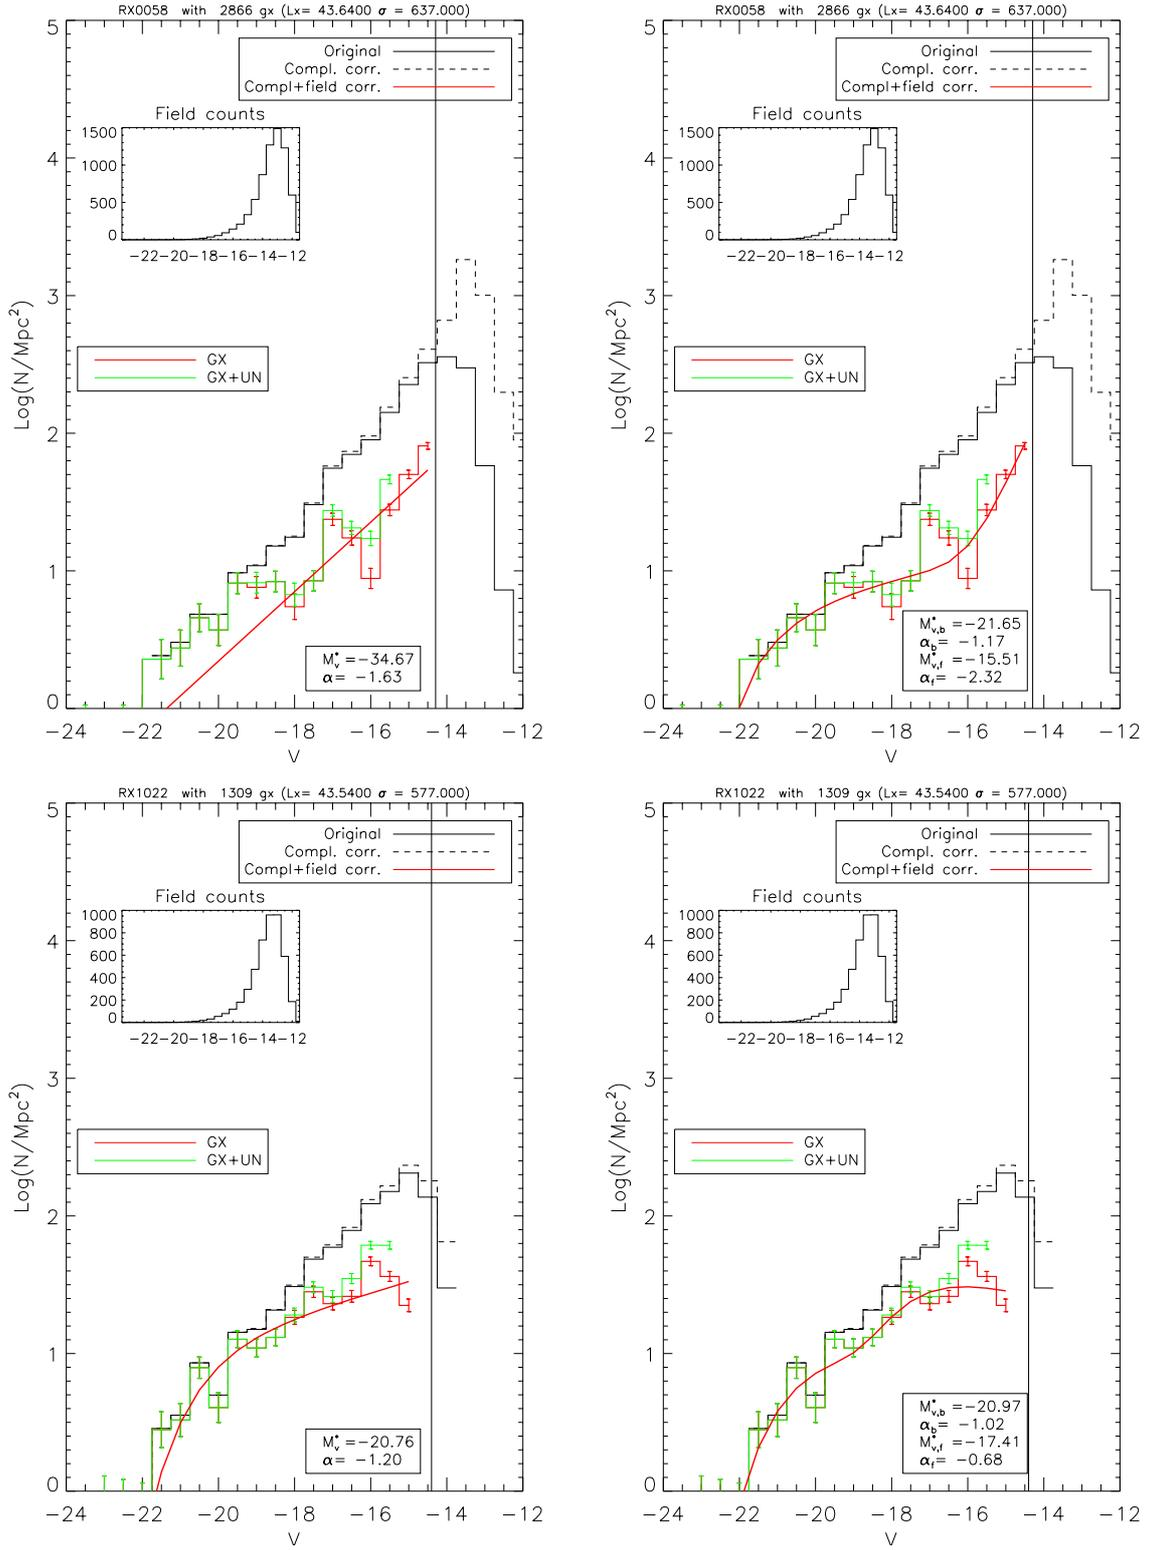 RX0058 with 2866 gx (Lx= 43.6400 σ = 637.000)
5
Original
Compl. corr.
Compl+field corr.
Field counts
1500
1000
500
0
-22-20-18-16-14-12
4
3
GX
GX+UN
Log(N/Mpc²)
2
1
M*v =-34.67
α= -1.63
0
-24 -22 -20 -18 -16 -14 -12
V
RX0058 with 2866 gx (Lx= 43.6400 σ = 637.000)
5
Original
Compl. corr.
Compl+field corr.
Field counts
1500
1000
500
0
-22-20-18-16-14-12
4
3
GX
GX+UN
Log(N/Mpc²)
2
1
M*v,b =-21.65
αb= -1.17
M*v,f =-15.51
αf= -2.32
0
-24 -22 -20 -18 -16 -14 -12
V
RX1022 with 1309 gx (Lx= 43.5400 σ = 577.000)
5
Original
Compl. corr.
Compl+field corr.
Field counts
1000
800
600
400
200
0
-22-20-18-16-14-12
4
3
GX
GX+UN
Log(N/Mpc²)
2
1
M*v =-20.76
α= -1.20
0
-24 -22 -20 -18 -16 -14 -12
V
RX1022 with 1309 gx (Lx= 43.5400 σ = 577.000)
5
Original
Compl. corr.
Compl+field corr.
Field counts
1000
800
600
400
200
0
-22-20-18-16-14-12
4
3
GX
GX+UN
Log(N/Mpc²)
2
1
M*v,b =-20.97
αb= -1.02
M*v,f =-17.41
αf= -0.68
0
-24 -22 -20 -18 -16 -14 -12
V